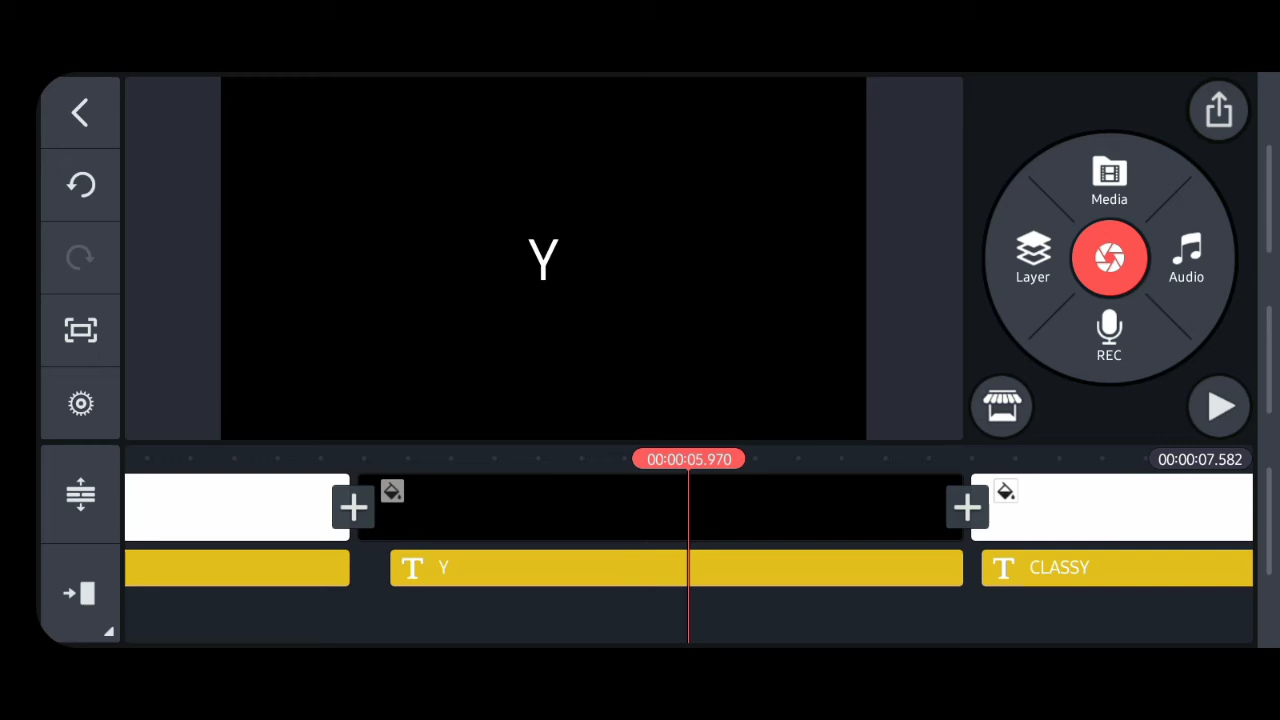 Media
Layer
Audio
REC
Y
00:00:05.970
00:00:07.582
T Y
T CLASSY